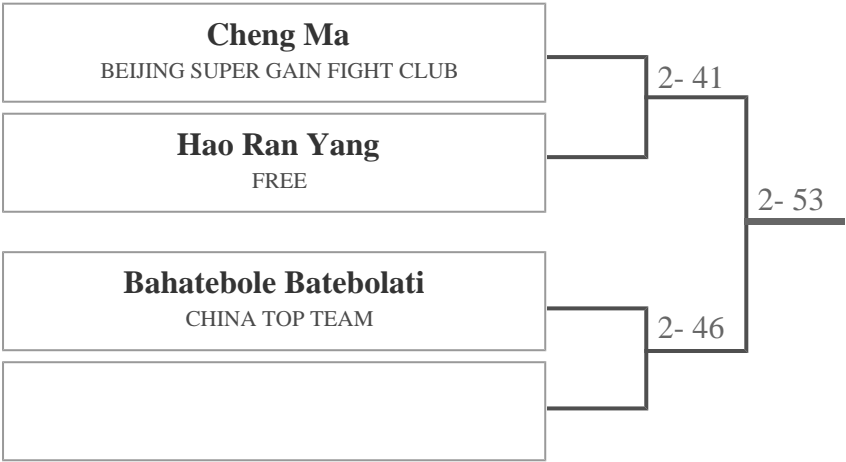 Cheng Ma
BEIJING SUPER GAIN FIGHT CLUB
2- 41
Hao Ran Yang
FREE
2- 53
Bahatebole Batebolati
CHINA TOP TEAM
2- 46